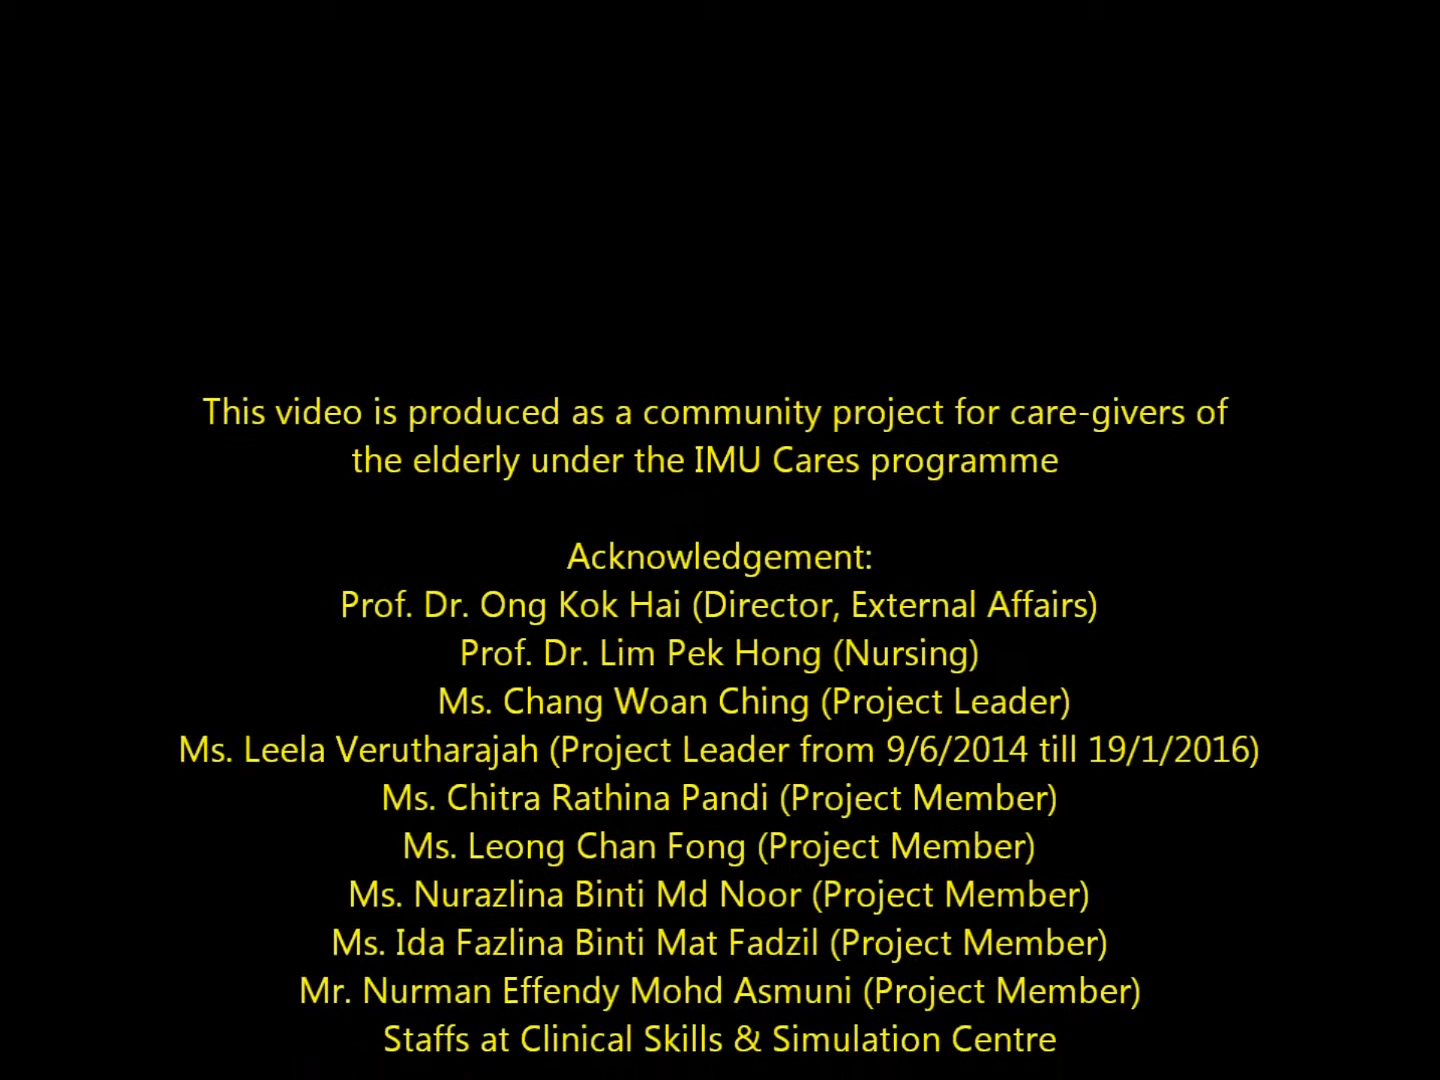 This video is produced as a community project for care-givers of
the elderly under the IMU Cares programme
Acknowledgement:
Prof. Dr. Ong Kok Hai (Director, External Affairs)
Prof. Dr. Lim Pek Hong (Nursing)
Ms. Chang Woan Ching (Project Leader)
Ms. Leela Verutharajah (Project Leader from 9/6/2014 till 19/1/2016)
Ms. Chitra Rathina Pandi (Project Member)
Ms. Leong Chan Fong (Project Member)
Ms. Nurazlina Binti Md Noor (Project Member)
Ms. Ida Fazlina Binti Mat Fadzil (Project Member)
Mr. Nurman Effendy Mohd Asmuni (Project Member)
Staffs at Clinical Skills & Simulation Centre